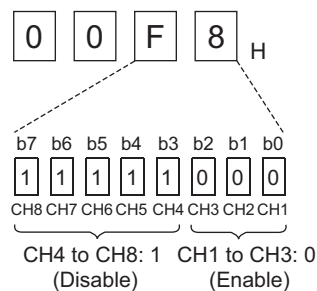 0 0 F 8 H
b7 b6 b5 b4 b3 b2 b1 b0
1 1 1 1 1 0 0 0
CH8 CH7 CH6 CH5 CH4 CH3 CH2 CH1
CH4 to CH8: 1 CH1 to CH3: 0
(Disable) (Enable)